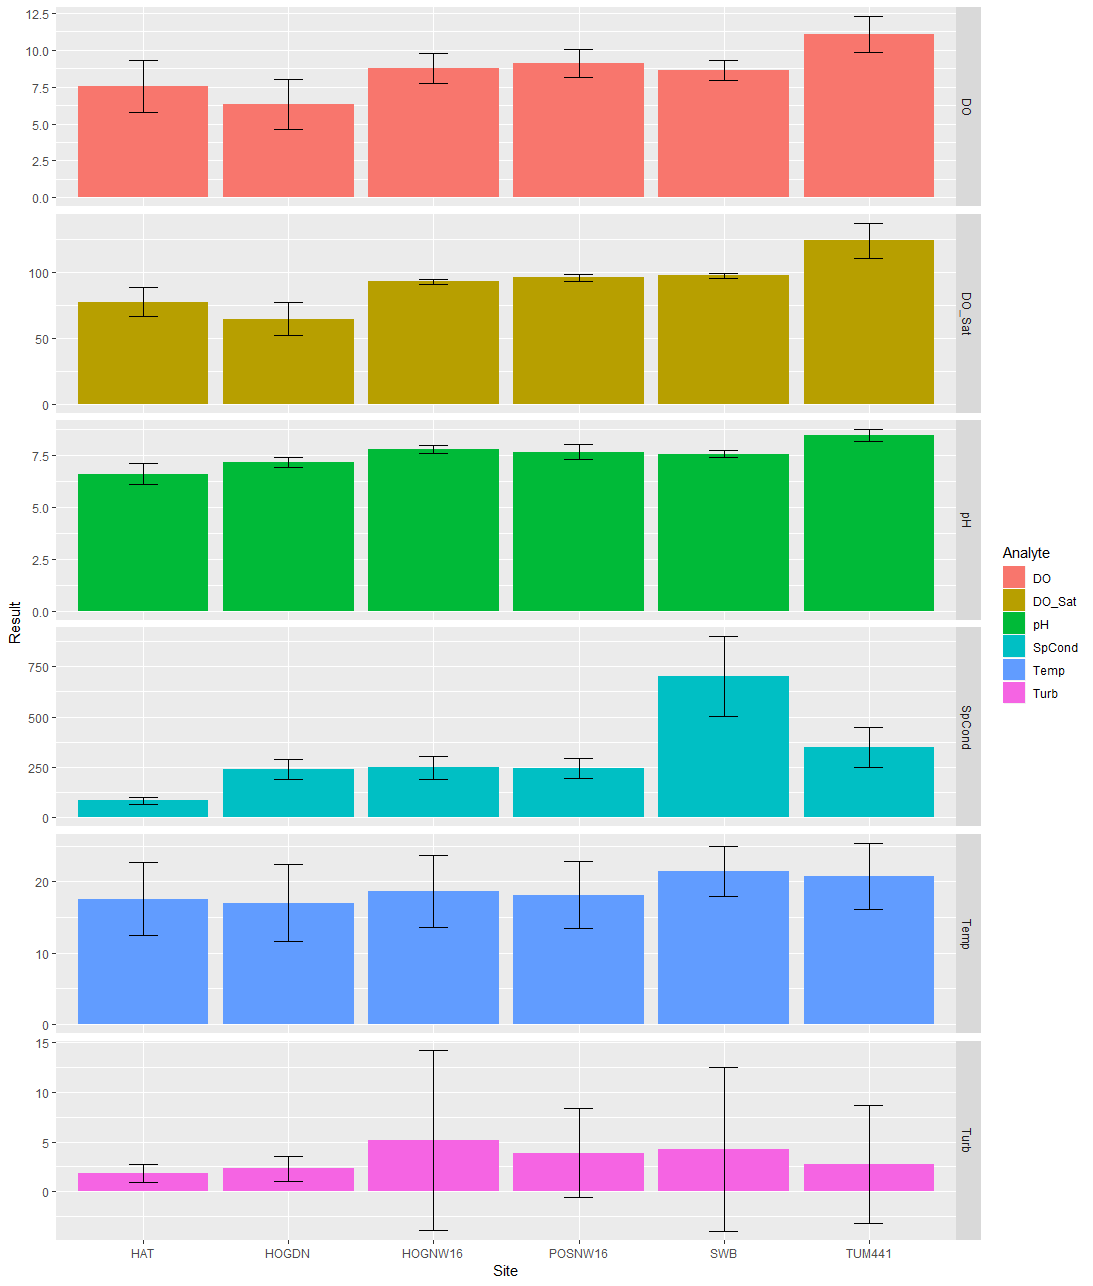 12.5
10.0
7.5
5.0
2.5
0.0
DO
100
50
0
DO_Sat
7.5
5.0
2.5
0.0
pH
750
500
250
0
SpCond
20
10
0
Temp
15
10
5
0
Turb
HAT HOGDN HOGNW16 POSNW16 SWB TUM441
Site
Result
Analyte
DO
DO_Sat
pH
SpCond
Temp
Turb